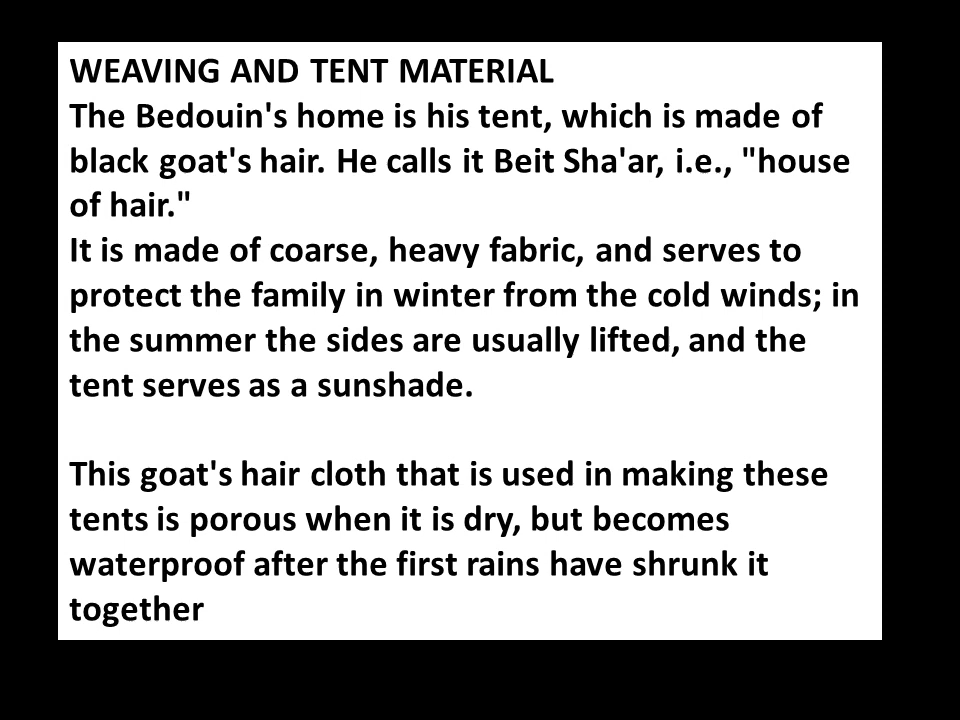 WEAVING AND TENT MATERIAL
The Bedouin's home is his tent, which is made of
black goat's hair. He calls it Beit Sha'ar, i.e., "house
of hair."
It is made of coarse, heavy fabric, and serves to
protect the family in winter from the cold winds; in
the summer the sides are usually lifted, and the
tent serves as a sunshade.
This goat's hair cloth that is used in making these
tents is porous when it is dry, but becomes
waterproof after the first rains have shrunk it
together